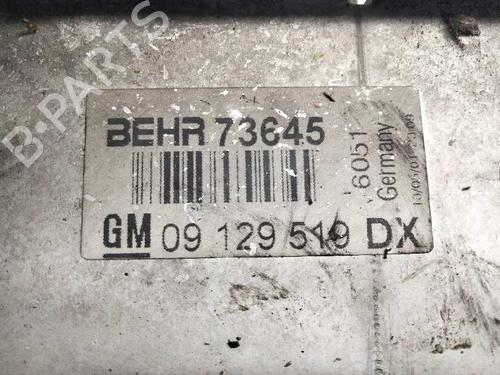 B-PARTS
BEHR 73645
6051
Germany
GM 09 129 519 DX